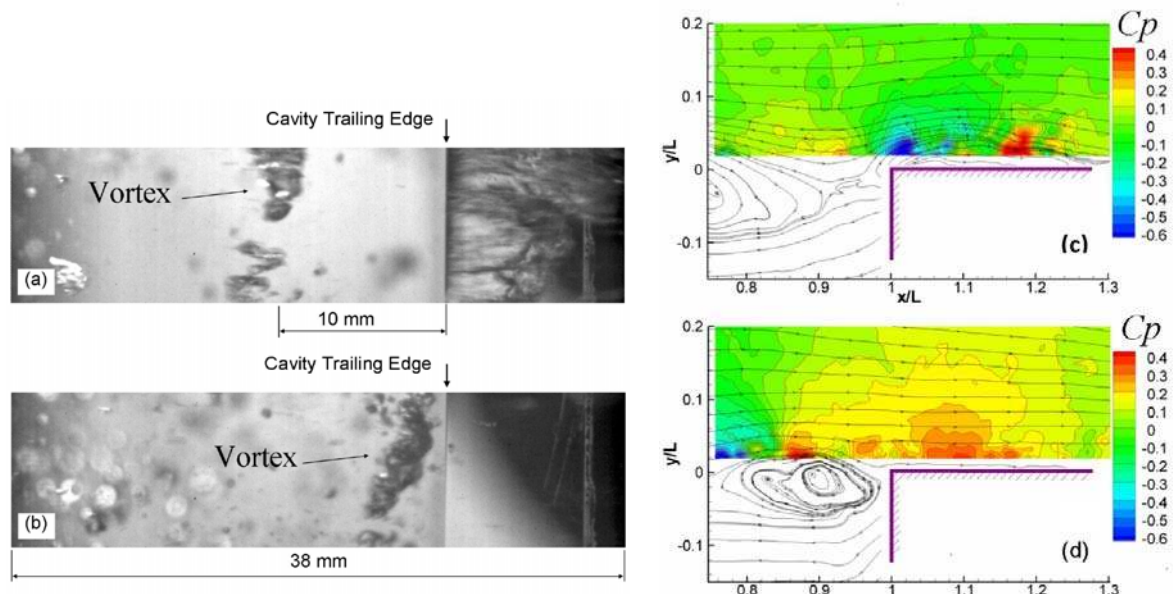 Cavity Trailing Edge
Vortex
(a)
10 mm
Cavity Trailing Edge
Vortex
(b)
38 mm
Cp
0.2
0.1
0
-0.1
y/L
0.8 0.9 1 1.1 1.2 1.3
x/L
0.4
0.3
0.2
0.1
0
-0.1
-0.2
-0.3
-0.4
-0.5
-0.6
(c)
Cp
0.2
0.1
0
-0.1
y/L
0.8 0.9 1 1.1 1.2 1.3
0.4
0.3
0.2
0.1
0
-0.1
-0.2
-0.3
-0.4
-0.5
-0.6
(d)